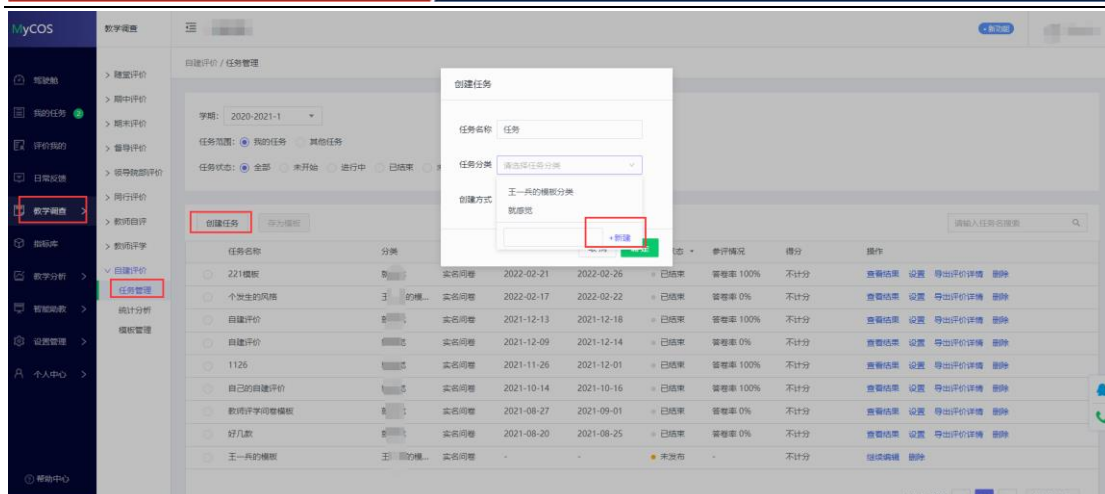 MyCOS
教学调查
+新功能
驾驶舱
我的任务 2
评价我的
日常反馈
教学调查 >
指标库
教学分析 >
智能助教 >
设置管理 >
个人中心 >
帮助中心
> 随堂评价
> 期中评价
> 期末评价
> 督导评价
> 领导院部评价
> 同行评价
> 教师自评
> 教师评学
自建评价
任务管理
统计分析
模板管理
自建评价 / 任务管理
学期: 2020-2021-1
任务范围: 我的任务 其他任务
任务状态: 全部 未开始 进行中 已结束
创建任务 存为模板
请输入任务名搜索
创建任务
任务名称 任务
任务分类 请选择任务分类
王一兵的模板分类
就感觉
创建方式
+新建
任务名称 分类 参评情况 得分 操作
221模板 实名问卷 2022-02-21 2022-02-26 已结束 答卷率 100% 不计分 查看结果 设置 导出评价详情 删除
个发生的风格 王 的模... 实名问卷 2022-02-17 2022-02-22 已结束 答卷率 0% 不计分 查看结果 设置 导出评价详情 删除
自建评价 实名问卷 2021-12-13 2021-12-18 已结束 答卷率 100% 不计分 查看结果 设置 导出评价详情 删除
自建评价 实名问卷 2021-12-09 2021-12-14 已结束 答卷率 0% 不计分 查看结果 设置 导出评价详情 删除
1126 实名问卷 2021-11-26 2021-12-01 已结束 答卷率 100% 不计分 查看结果 设置 导出评价详情 删除
自己的自建评价 实名问卷 2021-10-14 2021-10-16 已结束 答卷率 100% 不计分 查看结果 设置 导出评价详情 删除
教师评学问卷模板 实名问卷 2021-08-27 2021-09-01 已结束 答卷率 0% 不计分 查看结果 设置 导出评价详情 删除
好几款 实名问卷 2021-08-20 2021-08-25 已结束 答卷率 0% 不计分 查看结果 设置 导出评价详情 删除
王一兵的模板 王 的模... 实名问卷 - - 未发布 - 不计分 继续编辑 删除